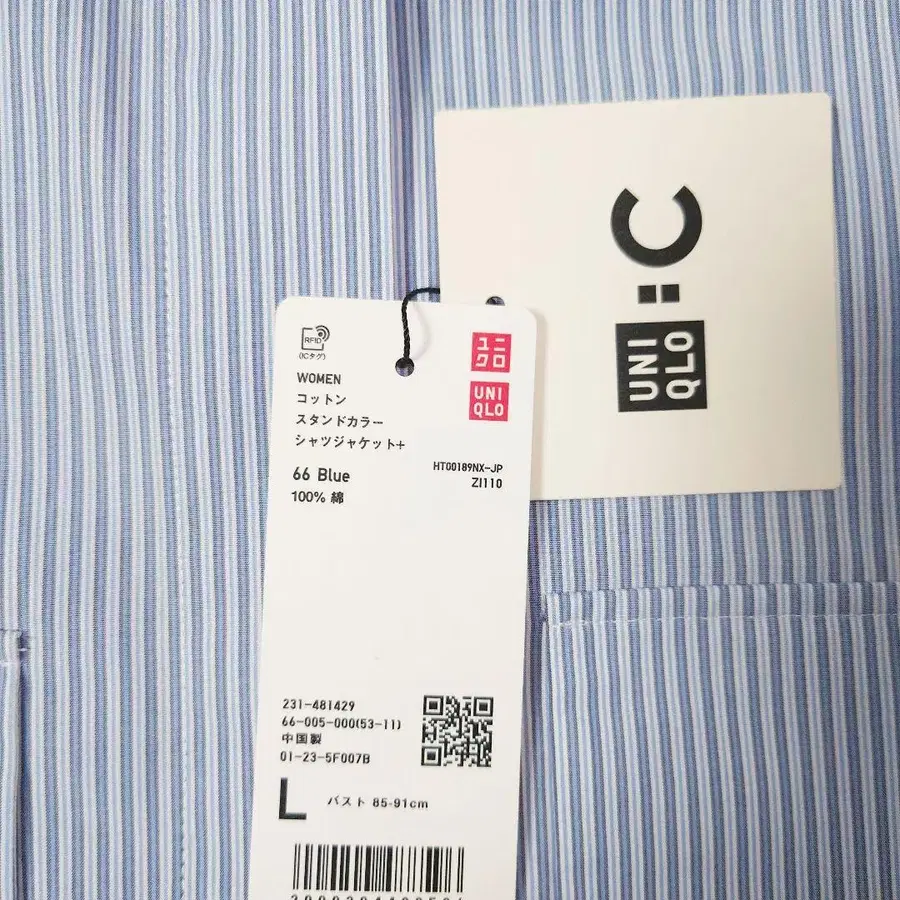 UNI
QLO
:C
RFID
(ICタグ)
ユニ
クロ
UNI
QLO
WOMEN
コットン
スタンドカラー
シャツジャケット+
66 Blue
100% 綿
HT00189NX-JP
ZI110
231-481429
66-005-000(53-11)
中国製
01-23-5F007B
L
バスト 85-91cm